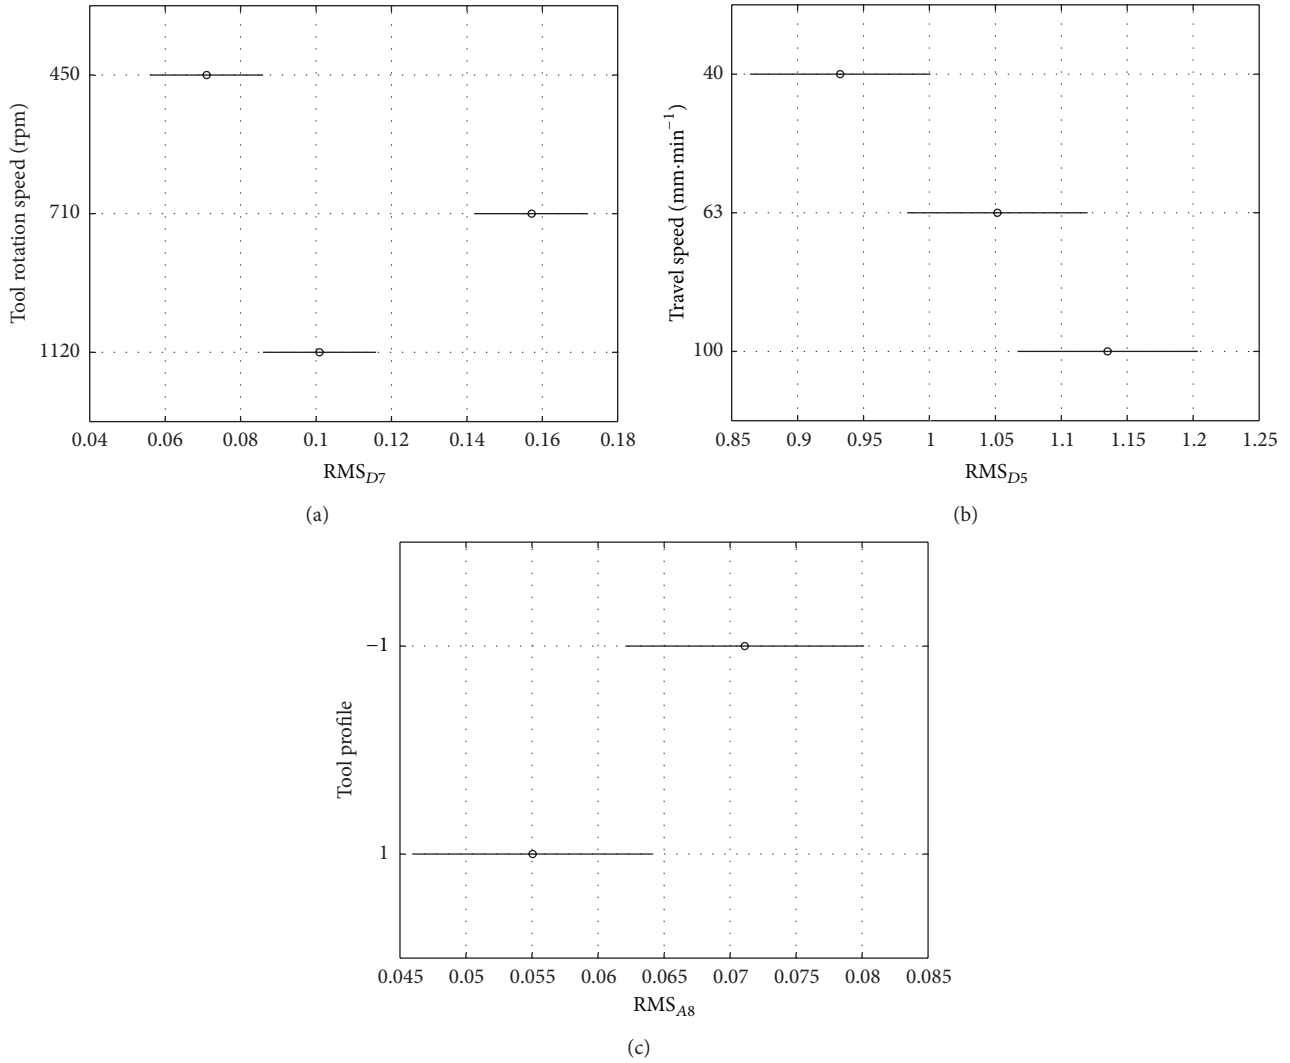 Tool rotation speed (rpm)
450
710
1120
0.04 0.06 0.08 0.1 0.12 0.14 0.16 0.18
RMS_D7
(a)
Travel speed (mm·min⁻¹)
40
63
100
0.85 0.9 0.95 1 1.05 1.1 1.15 1.2 1.25
RMS_D5
(b)
Tool profile
−1
1
0.045 0.05 0.055 0.06 0.065 0.07 0.075 0.08 0.085
RMS_A8
(c)